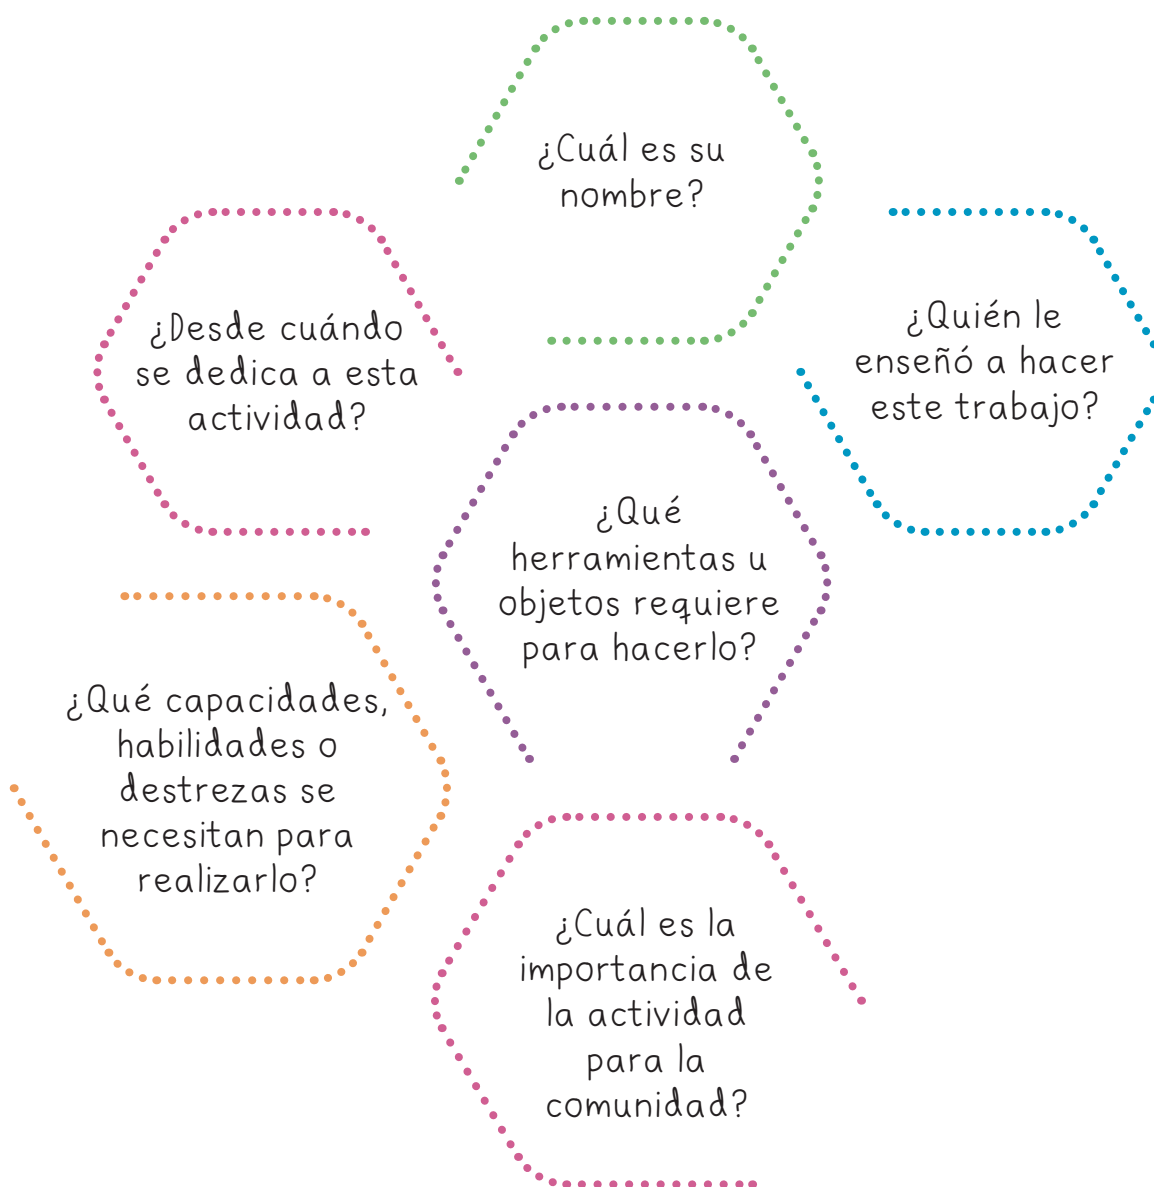 ¿Cuál es su
nombre?
¿Desde cuándo
se dedica a esta
actividad?
¿Quién le
enseñó a hacer
este trabajo?
¿Qué
herramientas u
objetos requiere
para hacerlo?
¿Qué capacidades,
habilidades o
destrezas se
necesitan para
realizarlo?
¿Cuál es la
importancia de
la actividad
para la
comunidad?